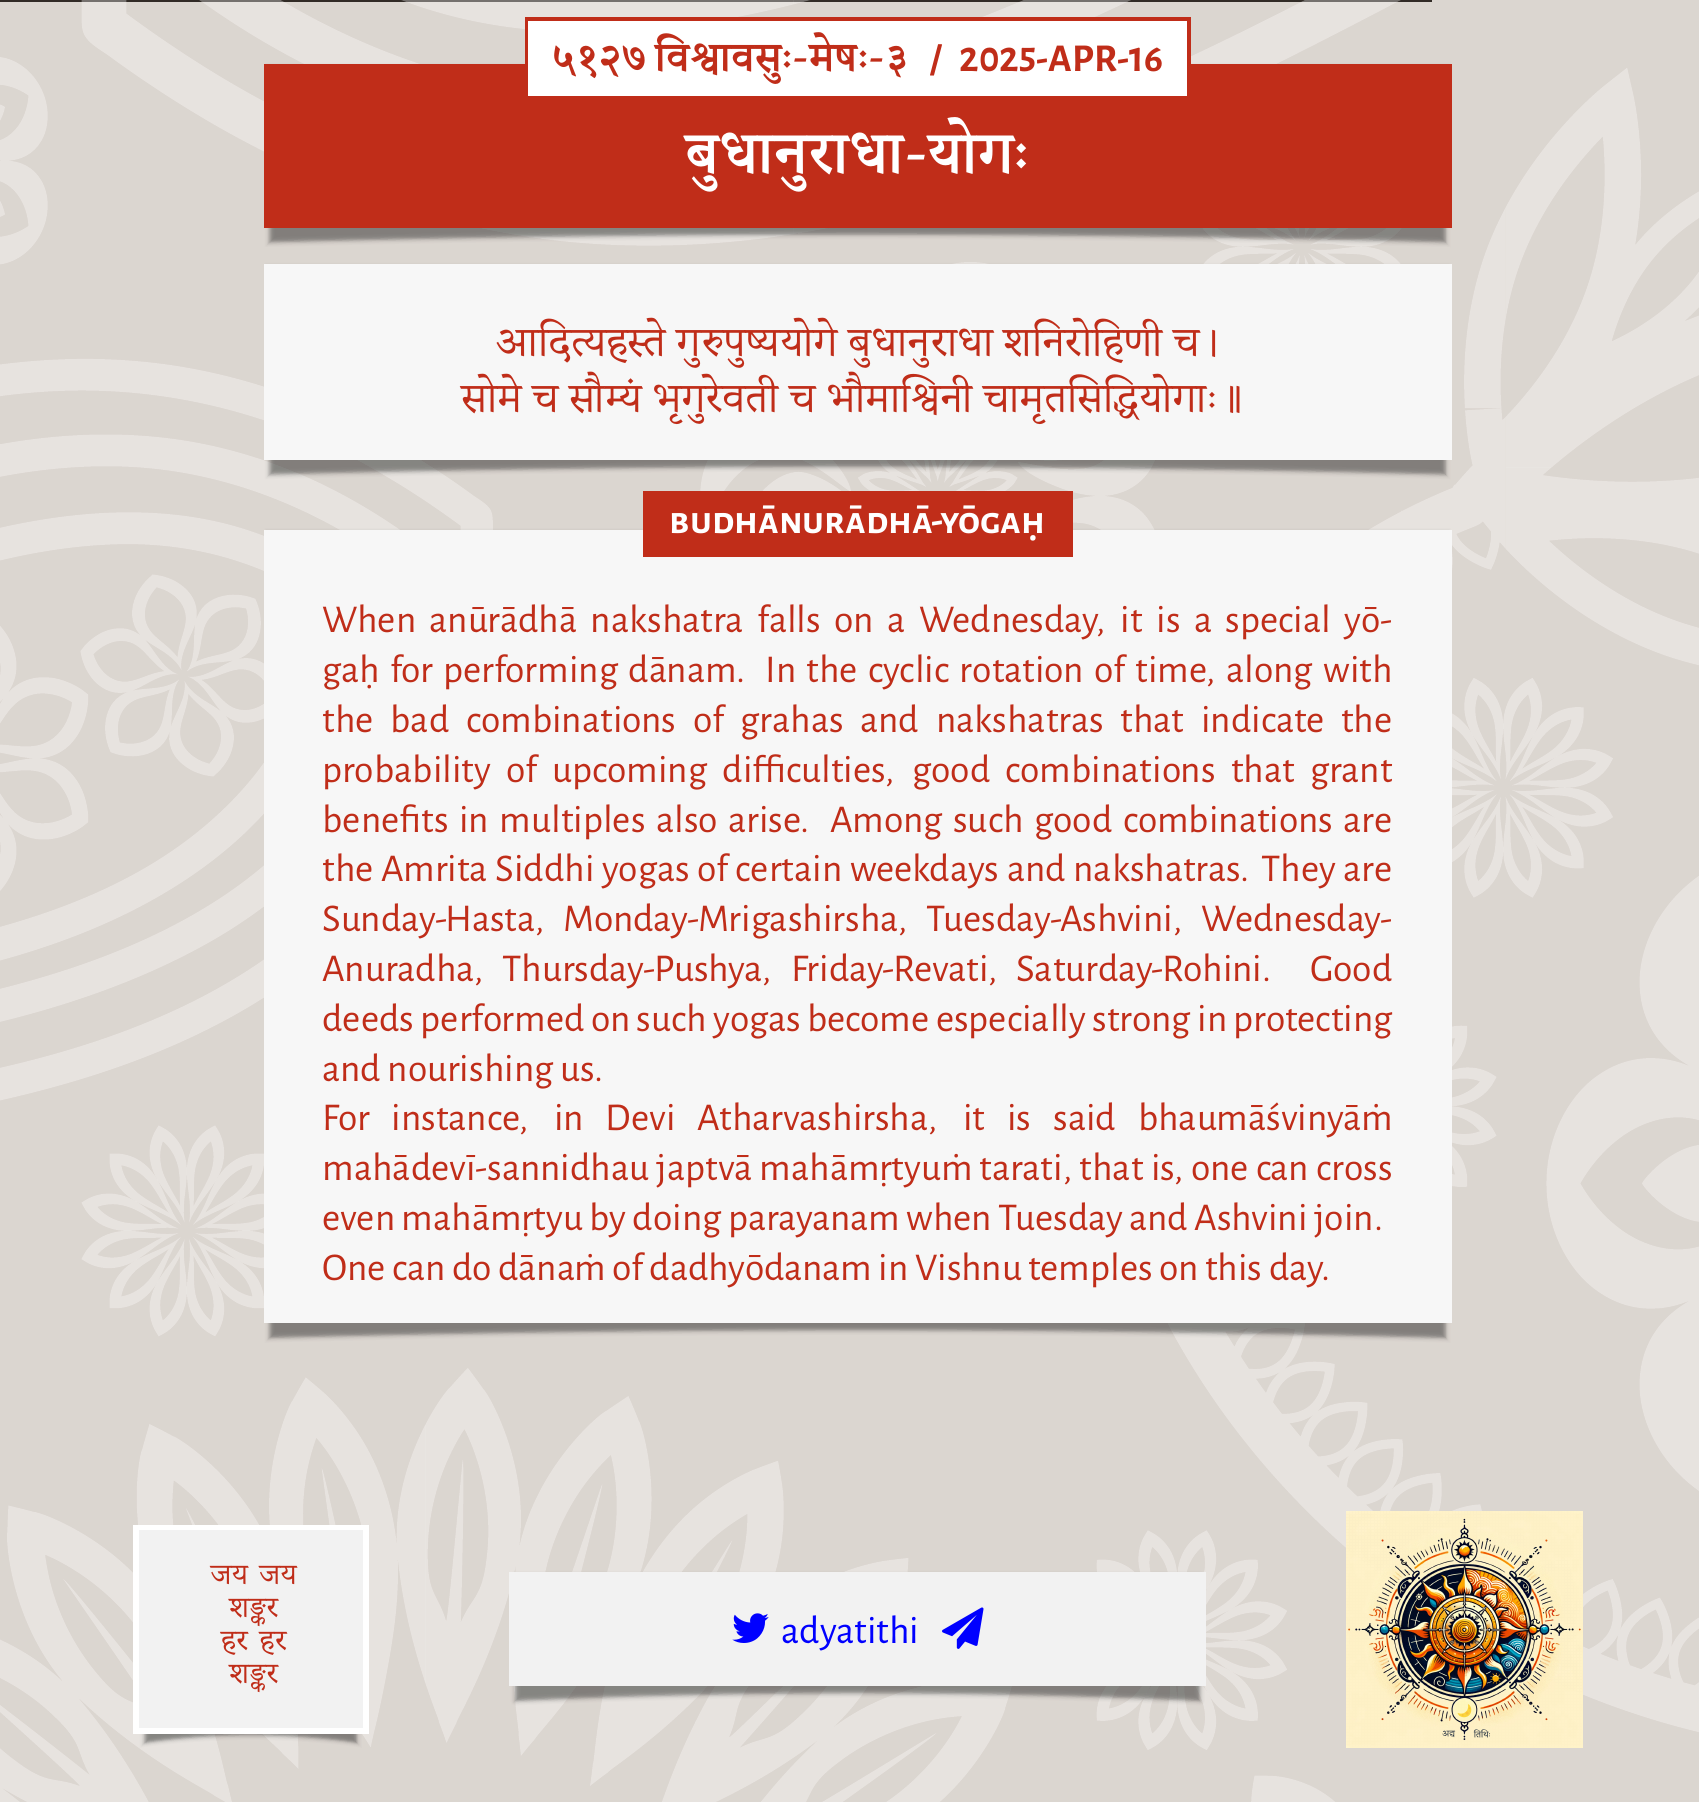 ५१२७ विश्वावसुः-मेषः-३ / 2025-APR-16
बुधानुराधा-योगः
आदित्यहस्ते गुरुपुष्ययोगे बुधानुराधा शनिरोहिणी च।
सोमे च सौम्यं भृगुरेवती च भौमाश्विनी चामृतसिद्धियोगाः॥
BUDHĀNURĀDHĀ-YŌGAḤ
When anūrādhā nakshatra falls on a Wednesday, it is a special yō-
gaḥ for performing dānam. In the cyclic rotation of time, along with
the bad combinations of grahas and nakshatras that indicate the
probability of upcoming difficulties, good combinations that grant
benefits in multiples also arise. Among such good combinations are
the Amrita Siddhi yogas of certain weekdays and nakshatras. They are
Sunday-Hasta, Monday-Mrigashirsha, Tuesday-Ashvini, Wednesday-
Anuradha, Thursday-Pushya, Friday-Revati, Saturday-Rohini. Good
deeds performed on such yogas become especially strong in protecting
and nourishing us.
For instance, in Devi Atharvashirsha, it is said bhaumāśvinyāṁ
mahādevī-sannidhau japtvā mahāmṛtyuṁ tarati, that is, one can cross
even mahāmṛtyu by doing parayanam when Tuesday and Ashvini join.
One can do dānaṁ of dadhyōdanam in Vishnu temples on this day.
जय जय
शङ्कर
हर हर
शङ्कर
adyatithi
अद्य तिथिः